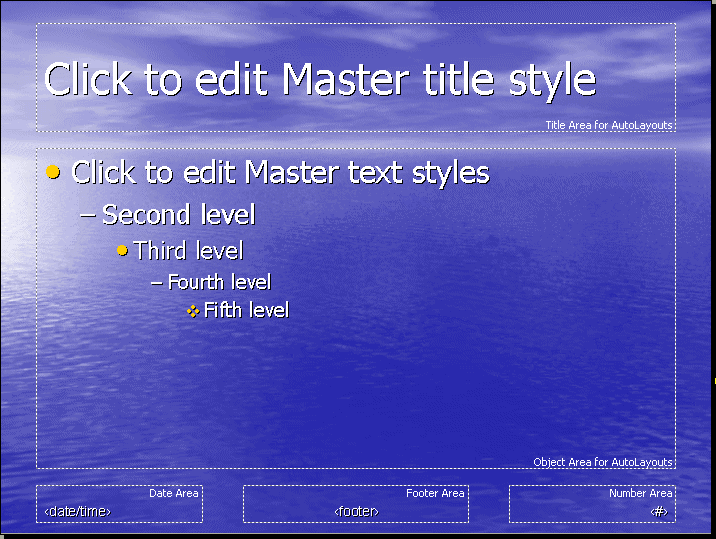 Click to edit Master title style
Title Area for AutoLayouts
• Click to edit Master text styles
– Second level
• Third level
– Fourth level
❖ Fifth level
Object Area for AutoLayouts
Date Area
‹date/time›
Footer Area
‹footer›
Number Area
‹#›